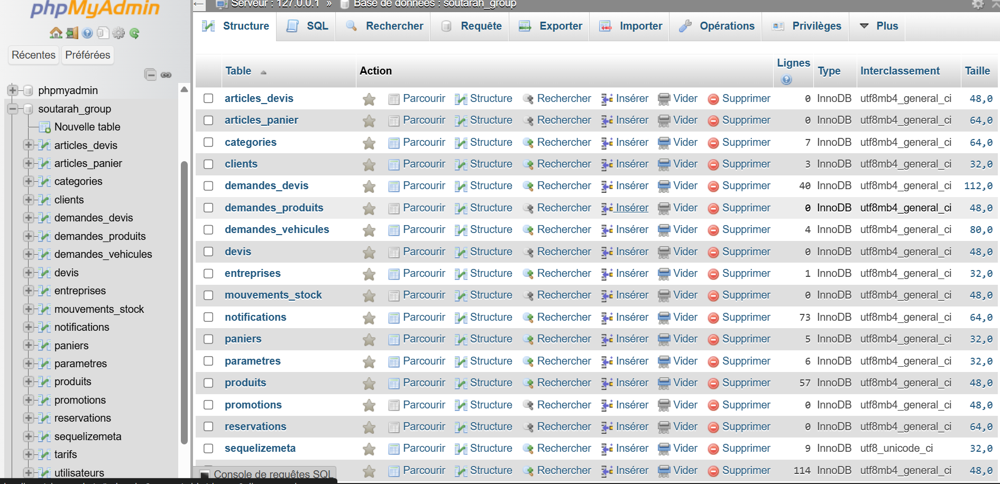 phpMyAdmin
Récentes Préférées
phpmyadmin
soutarah_group
Nouvelle table
articles_devis
articles_panier
categories
clients
demandes_devis
demandes_produits
demandes_vehicules
devis
entreprises
mouvements_stock
notifications
paniers
parametres
produits
promotions
reservations
sequelizemeta
tarifs
utilisateurs
Serveur : 127.0.0.1 » Base de données : soutarah_group
Structure SQL Rechercher Requête Exporter Importer Opérations Privilèges Plus
Table Action Lignes Type Interclassement Taille
articles_devis Parcourir Structure Rechercher Insérer Vider Supprimer 0 InnoDB utf8mb4_general_ci 48,0
articles_panier Parcourir Structure Rechercher Insérer Vider Supprimer 0 InnoDB utf8mb4_general_ci 64,0
categories Parcourir Structure Rechercher Insérer Vider Supprimer 7 InnoDB utf8mb4_general_ci 64,0
clients Parcourir Structure Rechercher Insérer Vider Supprimer 3 InnoDB utf8mb4_general_ci 32,0
demandes_devis Parcourir Structure Rechercher Insérer Vider Supprimer 40 InnoDB utf8mb4_general_ci 112,0
demandes_produits Parcourir Structure Rechercher Insérer Vider Supprimer 0 InnoDB utf8mb4_general_ci 48,0
demandes_vehicules Parcourir Structure Rechercher Insérer Vider Supprimer 4 InnoDB utf8mb4_general_ci 80,0
devis Parcourir Structure Rechercher Insérer Vider Supprimer 0 InnoDB utf8mb4_general_ci 48,0
entreprises Parcourir Structure Rechercher Insérer Vider Supprimer 1 InnoDB utf8mb4_general_ci 32,0
mouvements_stock Parcourir Structure Rechercher Insérer Vider Supprimer 0 InnoDB utf8mb4_general_ci 48,0
notifications Parcourir Structure Rechercher Insérer Vider Supprimer 73 InnoDB utf8mb4_general_ci 64,0
paniers Parcourir Structure Rechercher Insérer Vider Supprimer 5 InnoDB utf8mb4_general_ci 32,0
parametres Parcourir Structure Rechercher Insérer Vider Supprimer 6 InnoDB utf8mb4_general_ci 32,0
produits Parcourir Structure Rechercher Insérer Vider Supprimer 57 InnoDB utf8mb4_general_ci 48,0
promotions Parcourir Structure Rechercher Insérer Vider Supprimer 0 InnoDB utf8mb4_general_ci 48,0
reservations Parcourir Structure Rechercher Insérer Vider Supprimer 0 InnoDB utf8mb4_general_ci 64,0
sequelizemeta Parcourir Structure Rechercher Insérer Vider Supprimer 9 InnoDB utf8_unicode_ci 32,0
Parcourir Structure Rechercher Insérer Vider Supprimer 114 InnoDB utf8mb4_general_ci 48,0
Console de requêtes SQL